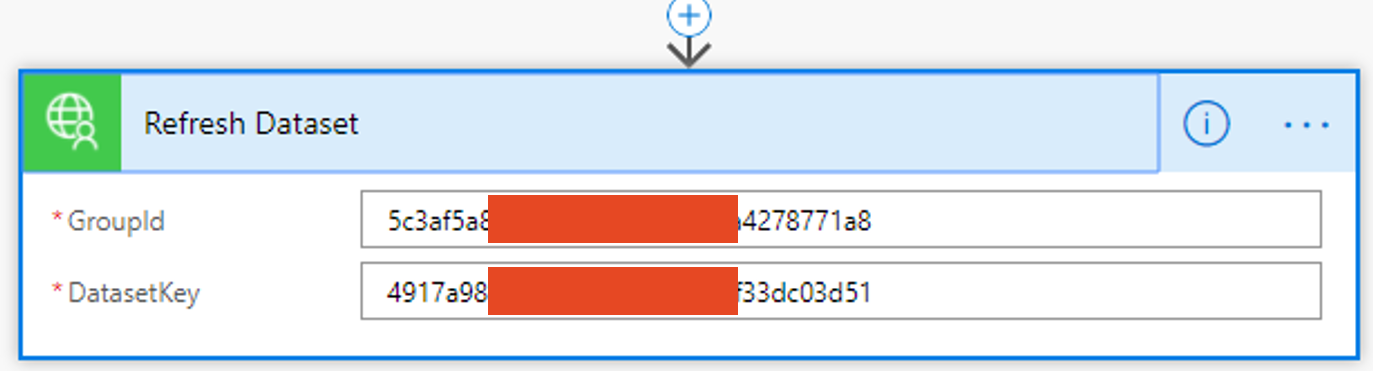 Refresh Dataset
* GroupId
5c3af5a8 a4278771a8
* DatasetKey
4917a98 f33dc03d51